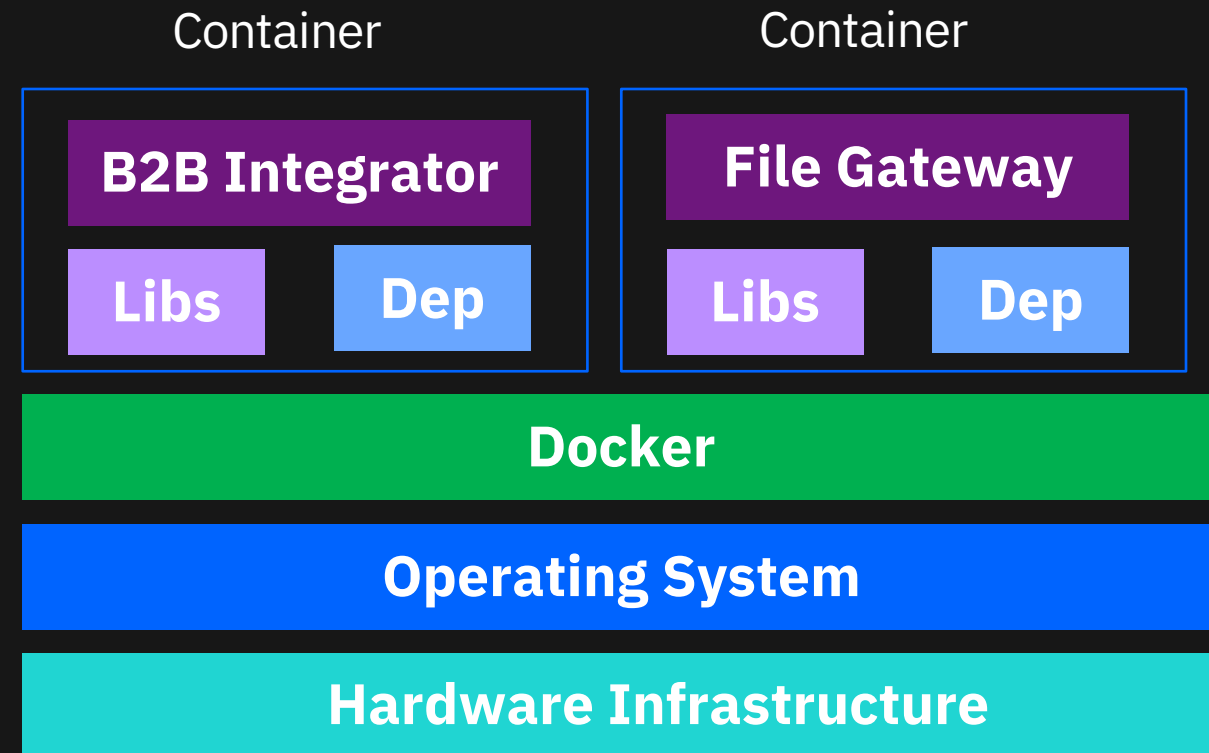 Container
B2B Integrator
Libs
Dep
Container
File Gateway
Libs
Dep
Docker
Operating System
Hardware Infrastructure